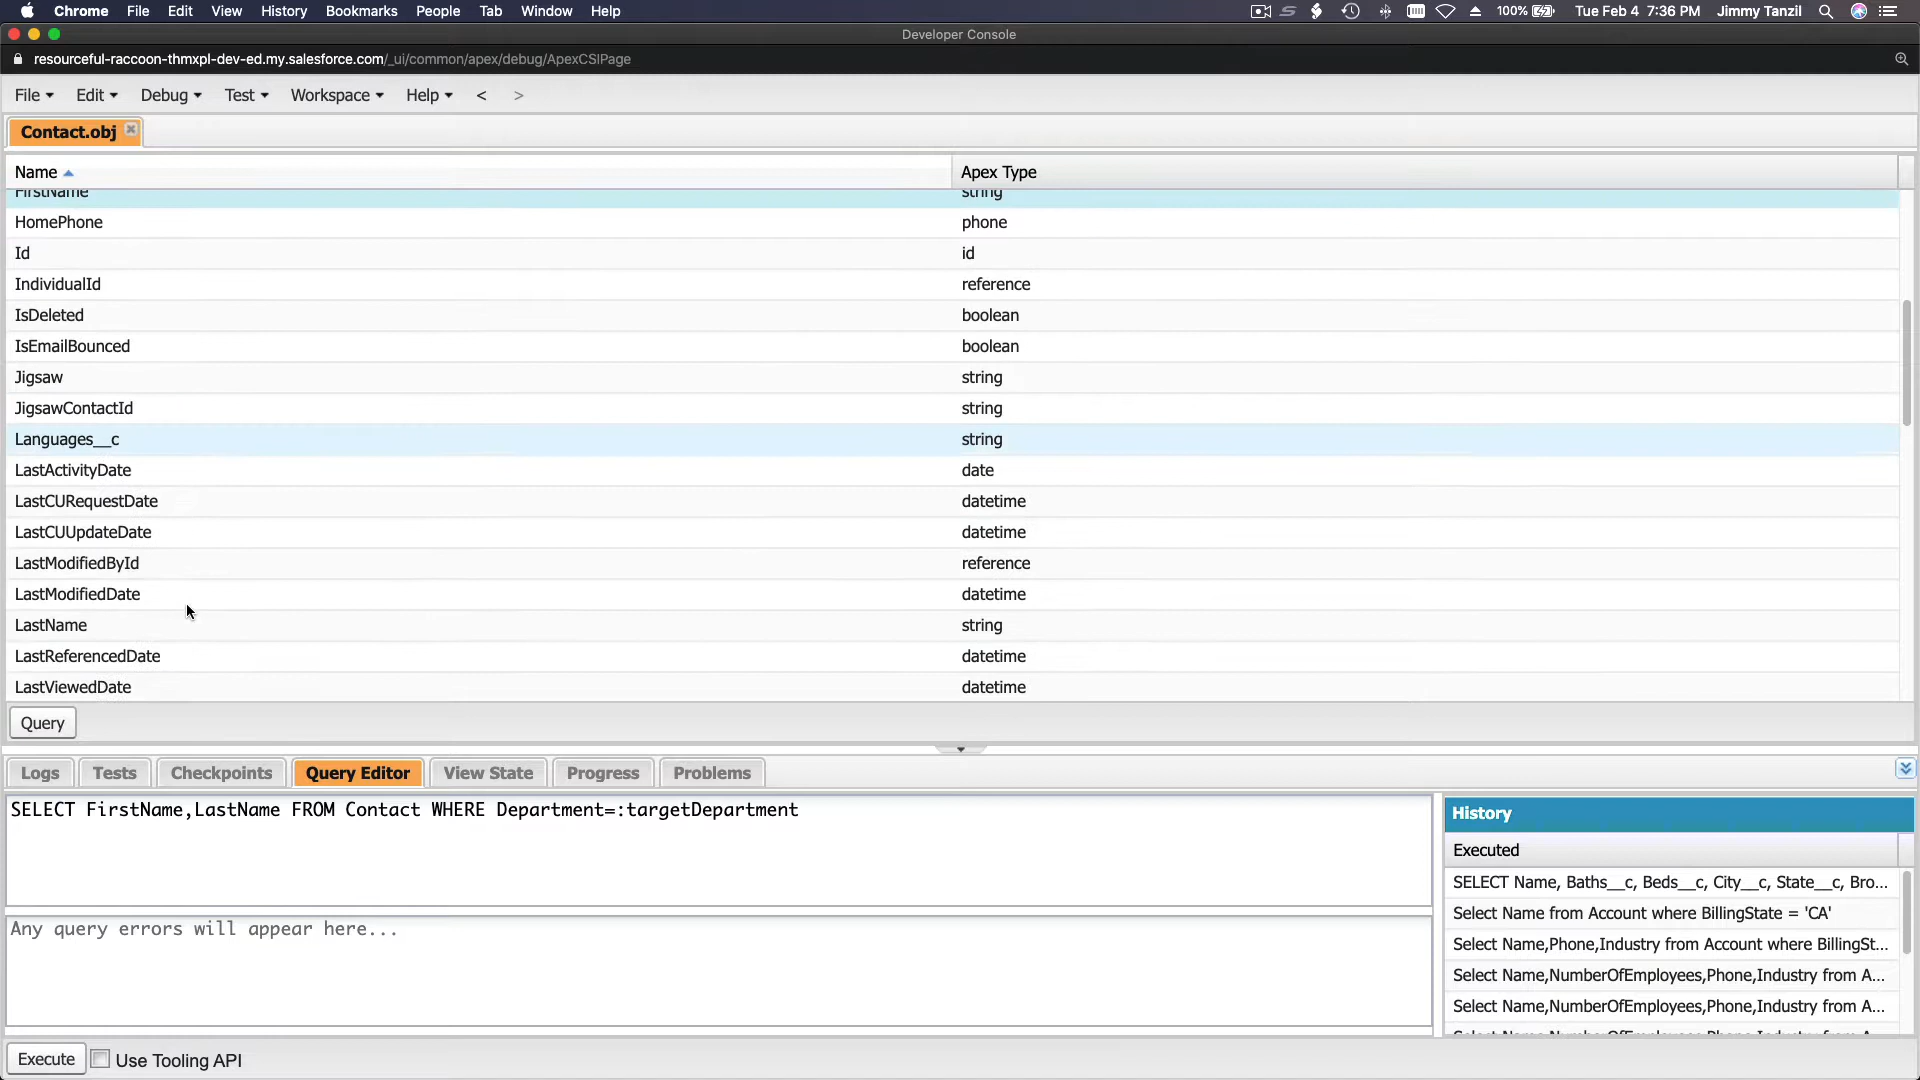 Chrome File Edit View History Bookmarks People Tab Window Help 100% Tue Feb 4 7:36 PM Jimmy Tanzil
Developer Console
resourceful-raccoon-thmxpl-dev-ed.my.salesforce.com/_ui/common/apex/debug/ApexCSIPage
File Edit Debug Test Workspace Help < >
Contact.obj
Name Apex Type
FirstName string
HomePhone phone
Id id
IndividualId reference
IsDeleted boolean
IsEmailBounced boolean
Jigsaw string
JigsawContactId string
Languages__c string
LastActivityDate date
LastCURequestDate datetime
LastCUUpdateDate datetime
LastModifiedById reference
LastModifiedDate datetime
LastName string
LastReferencedDate datetime
LastViewedDate datetime
Query
Logs Tests Checkpoints Query Editor View State Progress Problems
SELECT FirstName,LastName FROM Contact WHERE Department=:targetDepartment
Any query errors will appear here...
History
Executed
SELECT Name, Baths__c, Beds__c, City__c, State__c, Bro...
Select Name from Account where BillingState = 'CA'
Select Name,Phone,Industry from Account where BillingSt...
Select Name,NumberOfEmployees,Phone,Industry from A...
Select Name,NumberOfEmployees,Phone,Industry from A...
Execute Use Tooling API